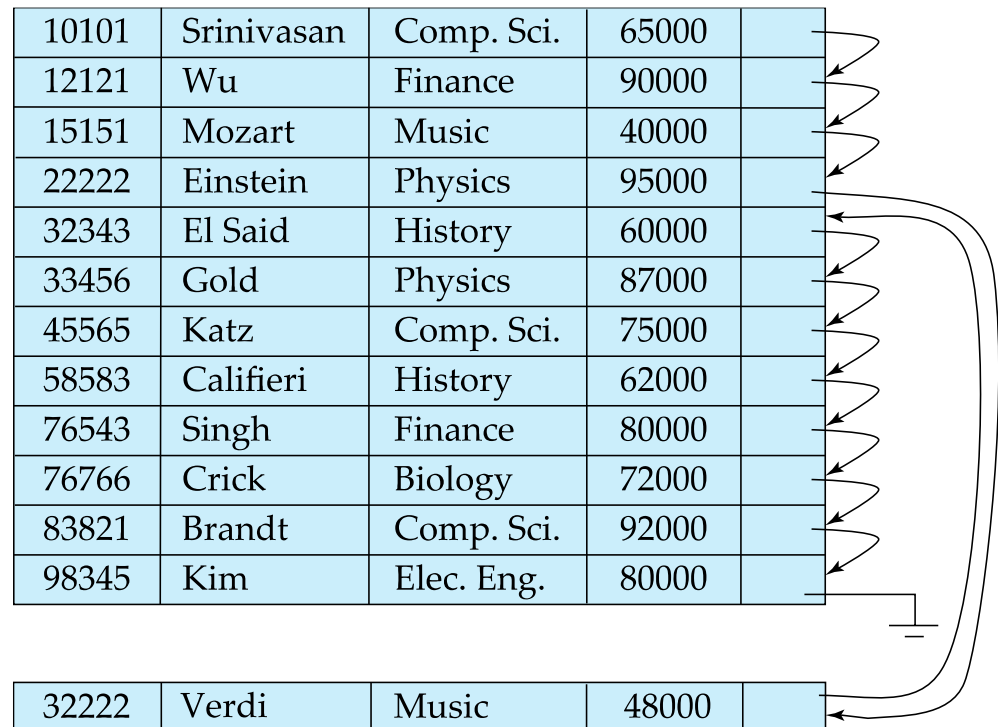 10101 Srinivasan Comp. Sci. 65000
12121 Wu Finance 90000
15151 Mozart Music 40000
22222 Einstein Physics 95000
32343 El Said History 60000
33456 Gold Physics 87000
45565 Katz Comp. Sci. 75000
58583 Califieri History 62000
76543 Singh Finance 80000
76766 Crick Biology 72000
83821 Brandt Comp. Sci. 92000
98345 Kim Elec. Eng. 80000
32222 Verdi Music 48000